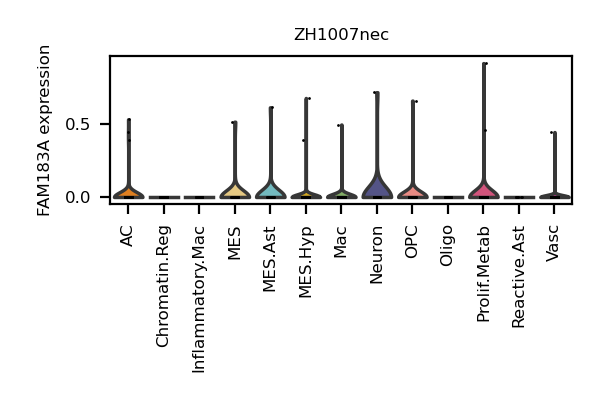 ZH1007nec
FAM183A expression
0.5
0.0
AC
Chromatin.Reg
Inflammatory.Mac
MES
MES.Ast
MES.Hyp
Mac
Neuron
OPC
Oligo
Prolif.Metab
Reactive.Ast
Vasc